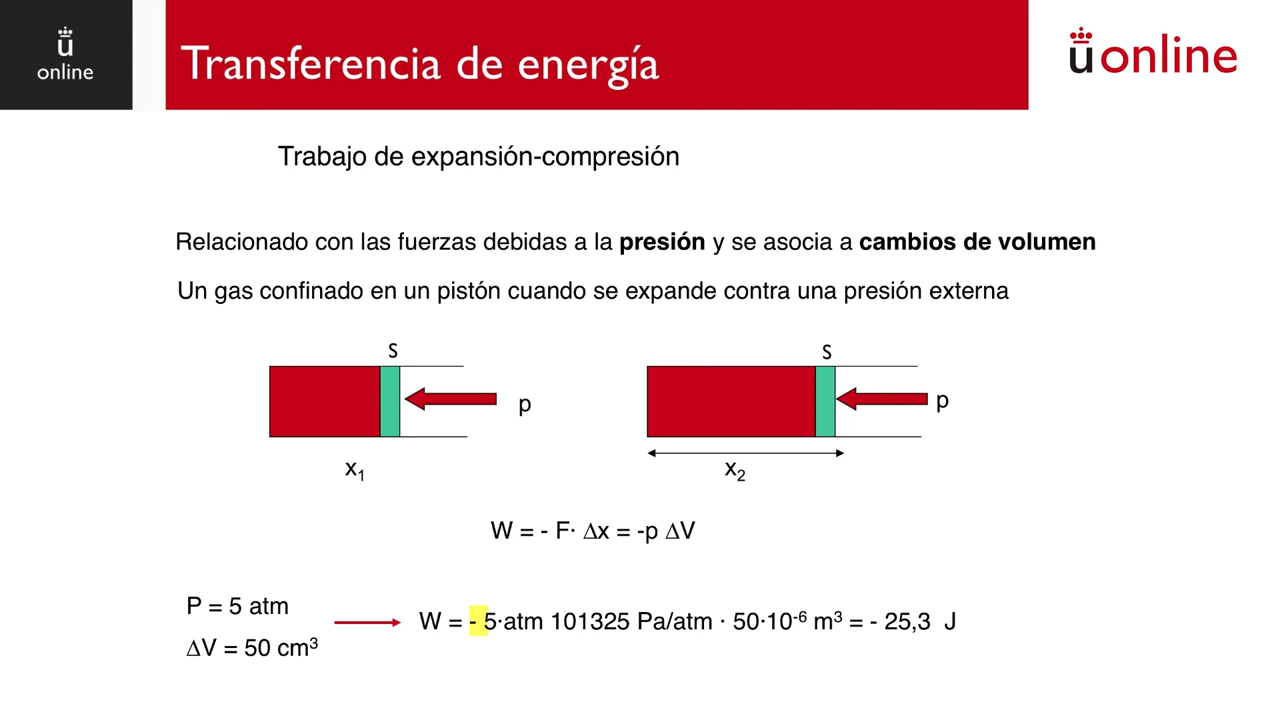 ü
online
Transferencia de energía
üonline
Trabajo de expansión-compresión
Relacionado con las fuerzas debidas a la presión y se asocia a cambios de volumen
Un gas confinado en un pistón cuando se expande contra una presión externa
S
S
p
p
x₁
x₂
W = - F· Δx = -p ΔV
P = 5 atm
W = - 5·atm 101325 Pa/atm · 50·10⁻⁶ m³ = - 25,3 J
ΔV = 50 cm³